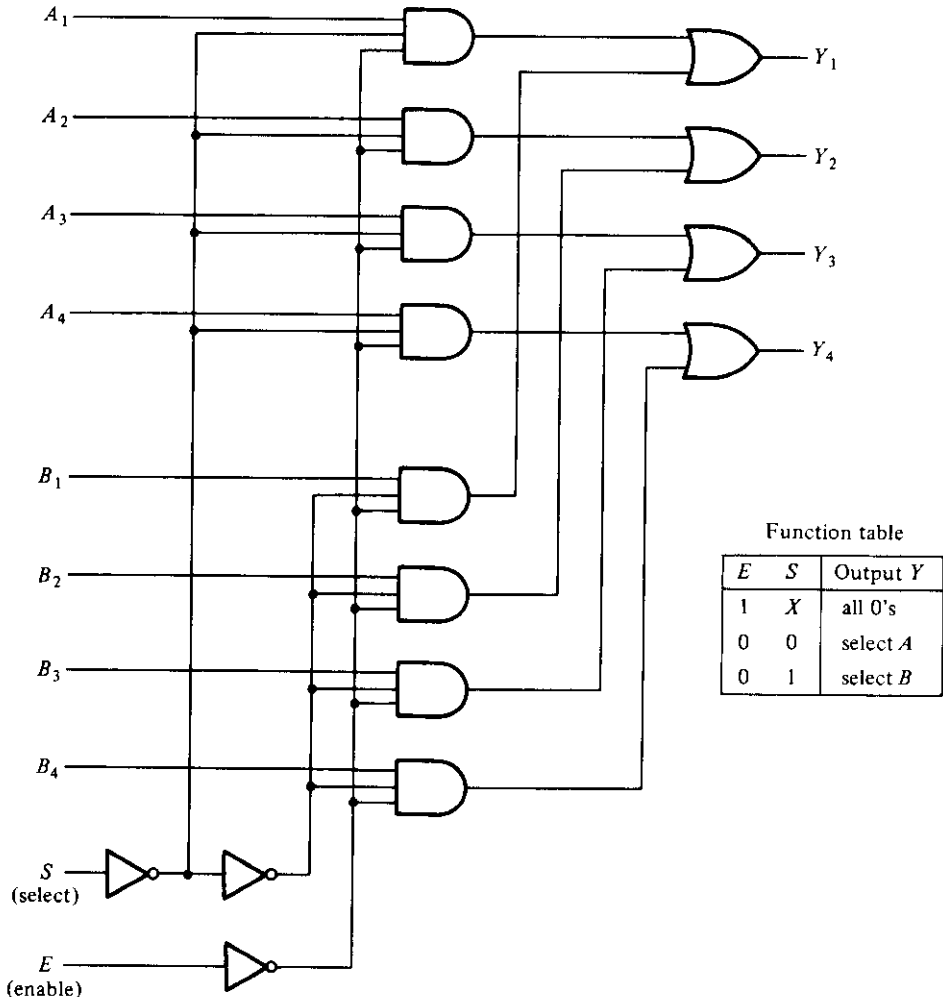 A1
A2
A3
A4
B1
B2
B3
B4
S
(select)
E
(enable)
Y1
Y2
Y3
Y4
Function table
E S Output Y
1 X all 0's
0 0 select A
0 1 select B